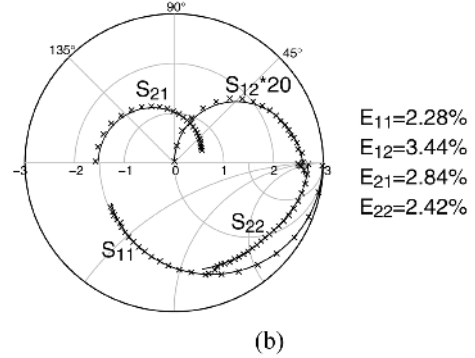 90°
135°
45°
S21
S12*20
E11=2.28%
E12=3.44%
E21=2.84%
E22=2.42%
-3 -2 -1 0 1 2 3
S22
S11
(b)